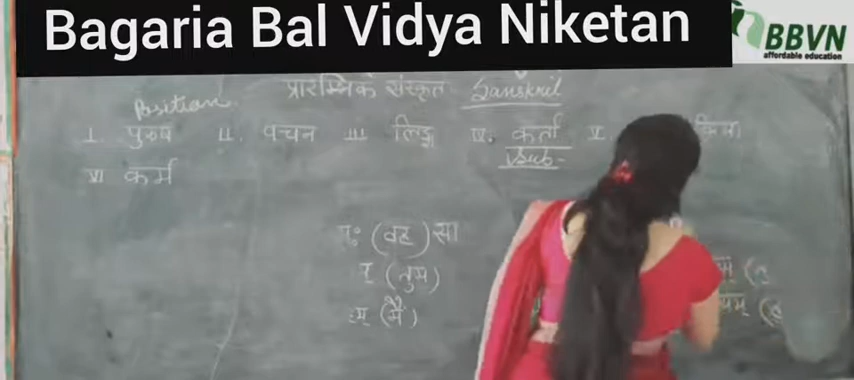 Bagaria Bal Vidya Niketan
BBVN
affordable education
प्रारम्भिक संस्कृत Sanskrit
Position
I. पुरुष II. वचन III लिङ्ग IV. कर्ता V
Sub-
VI कर्म
(वह) सा
(तुम)
(मैं)